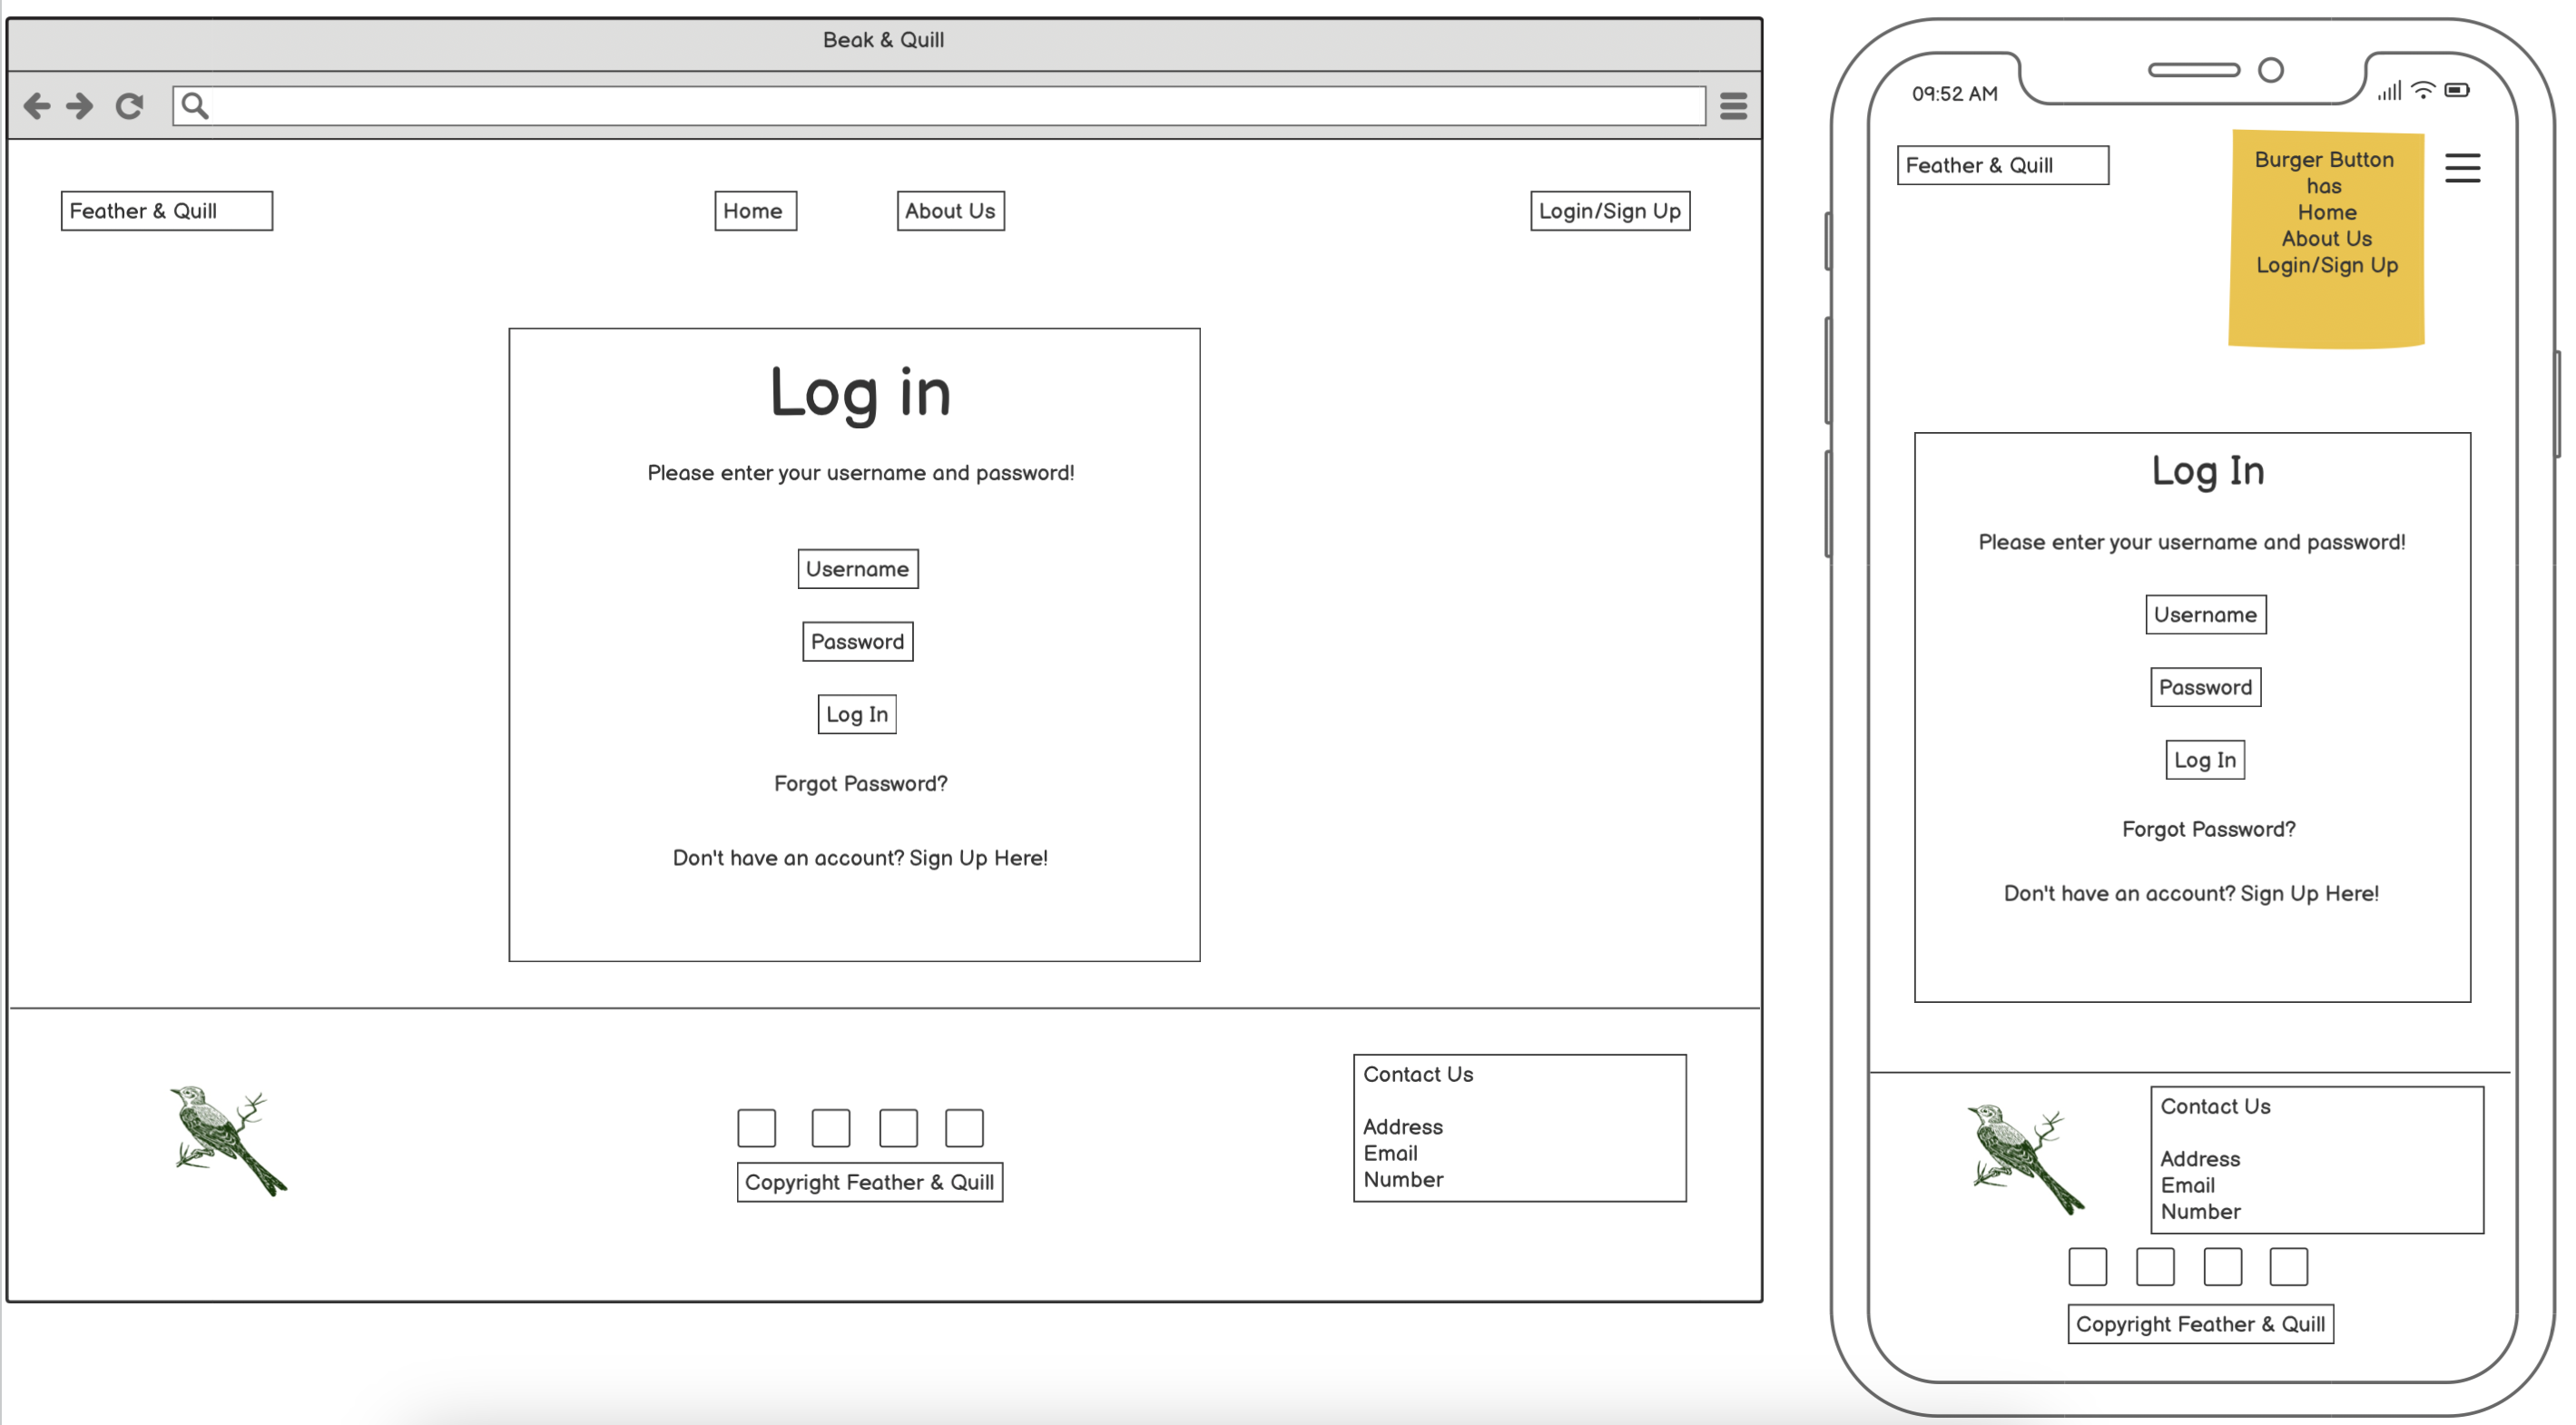 Beak & Quill
Feather & Quill
Home
About Us
Login/Sign Up
Log in
Please enter your username and password!
Username
Password
Log In
Forgot Password?
Don't have an account? Sign Up Here!
Copyright Feather & Quill
Contact Us
Address
Email
Number
09:52 AM
Feather & Quill
Burger Button
has
Home
About Us
Login/Sign Up
Log In
Please enter your username and password!
Username
Password
Log In
Forgot Password?
Don't have an account? Sign Up Here!
Contact Us
Address
Email
Number
Copyright Feather & Quill